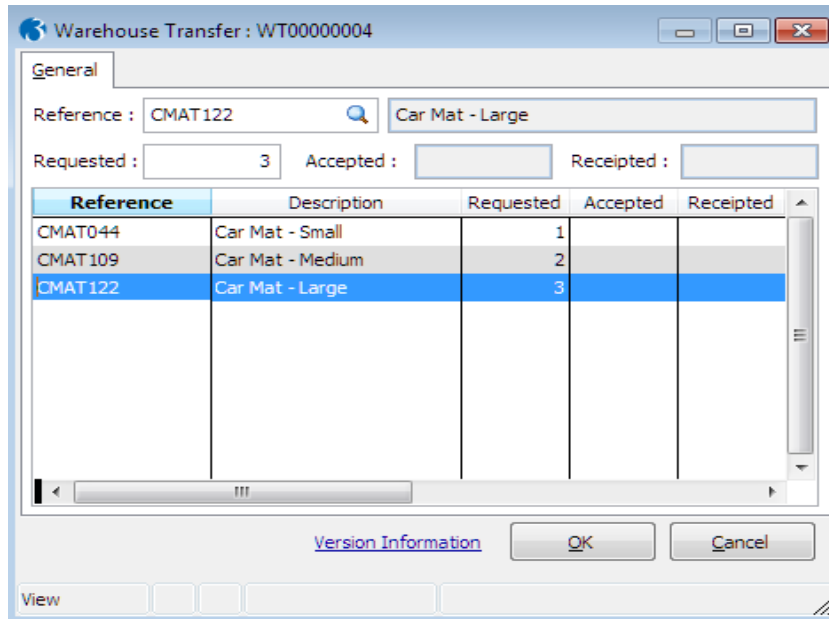 Warehouse Transfer : WT00000004
General
Reference : CMAT122 Car Mat - Large
Requested : 3 Accepted : Receipted :
Reference Description Requested Accepted Receipted
CMAT044 Car Mat - Small 1
CMAT109 Car Mat - Medium 2
CMAT122 Car Mat - Large 3
Version Information OK Cancel
View